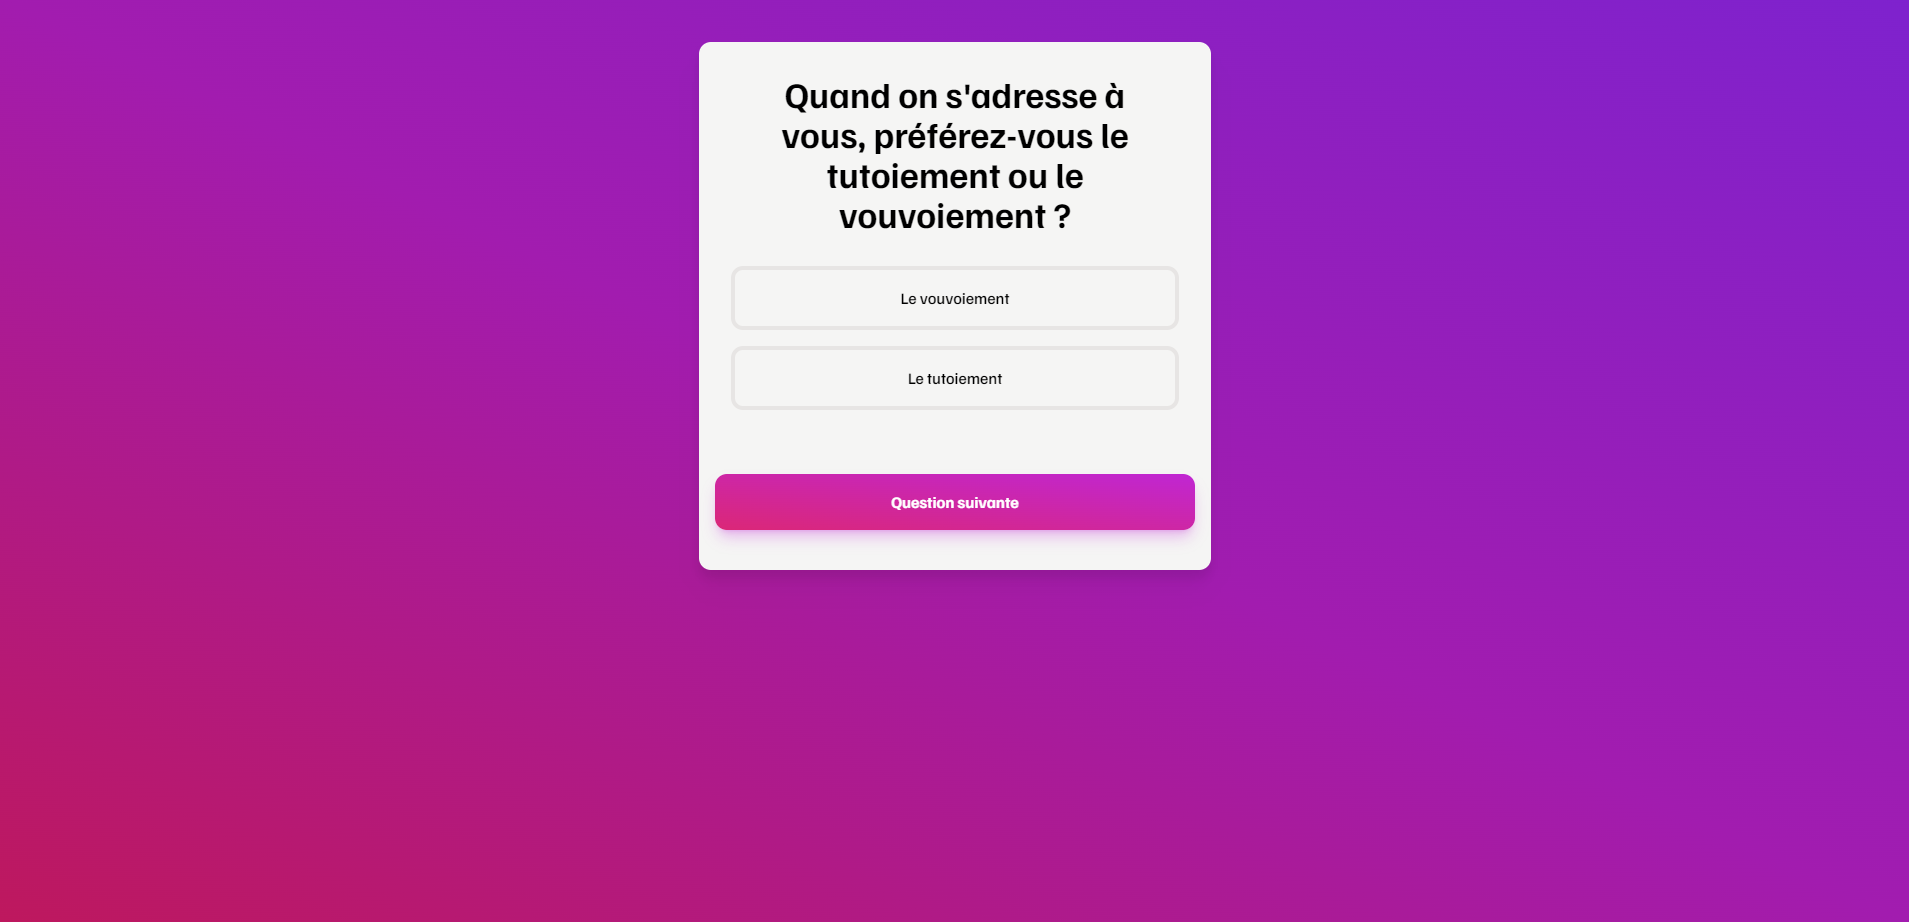 Quand on s'adresse à
vous, préférez-vous le
tutoiement ou le
vouvoiement ?
Le vouvoiement
Le tutoiement
Question suivante